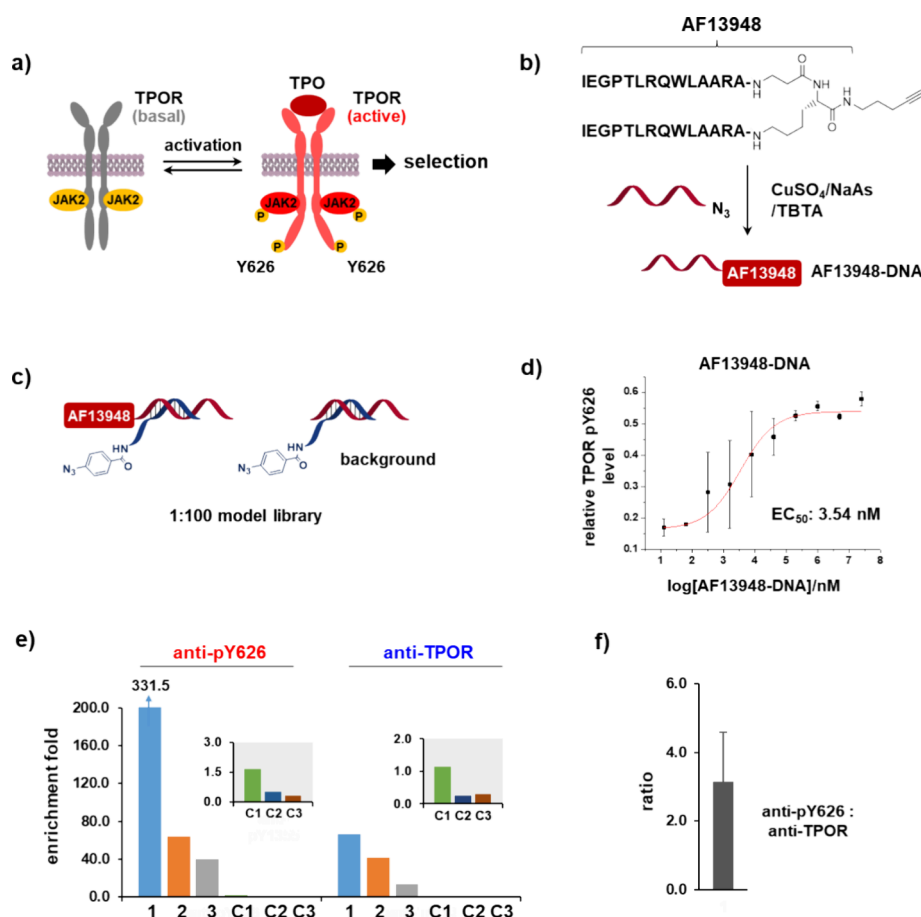 a)
TPOR
(basal)
activation
TPO
TPOR
(active)
selection
JAK2
JAK2
JAK2
JAK2
P
P
P
P
Y626
Y626
b)
AF13948
IEGPTLRQWLAARA-N
H
O
H
N
H
N
O
IEGPTLRQWLAARA-N
H
N3
CuSO4/NaAs
/TBTA
AF13948
AF13948-DNA
c)
AF13948
HN
O
N3
HN
O
N3
background
1:100 model library
d)
AF13948-DNA
relative TPOR pY626
level
0.6
0.5
0.4
0.3
0.2
0.1
EC50: 3.54 nM
1 2 3 4 5 6 7 8
log[AF13948-DNA]/nM
e)
anti-pY626
anti-TPOR
331.5
enrichment fold
200.0
160.0
120.0
80.0
40.0
0.0
3.0
1.5
0.0
C1 C2 C3
2.0
1.0
0.0
C1 C2 C3
1 2 3 C1 C2 C3 1 2 3 C1 C2 C3
f)
ratio
6.0
4.0
2.0
0.0
anti-pY626 :
anti-TPOR